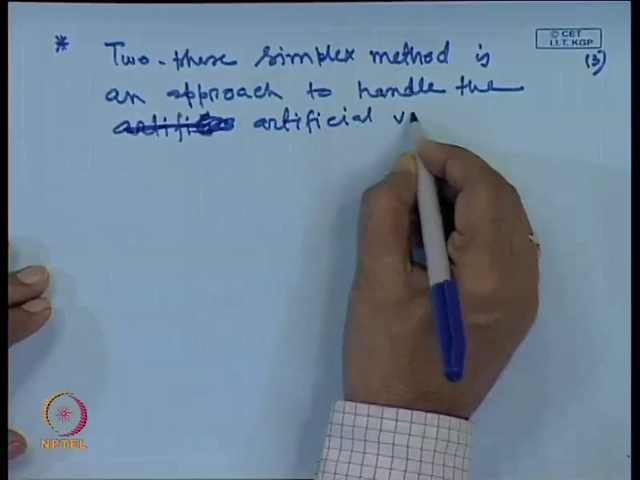 * Two-phase simplex method is
an approach to handle the
artificial v
© CET
I.I.T. KGP
(3)
NPTEL